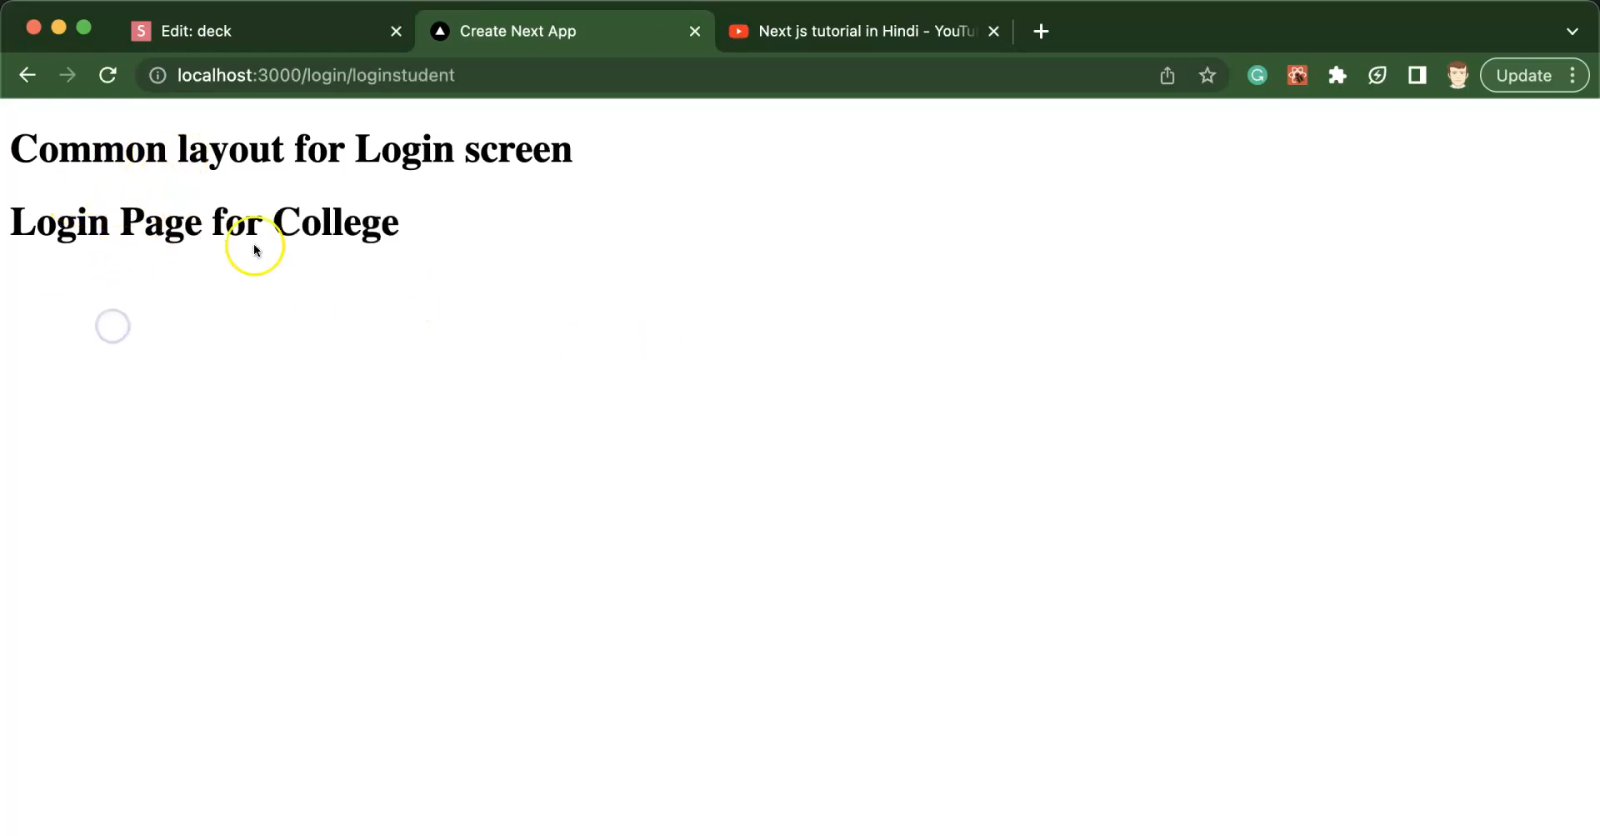 S Edit: deck
Create Next App
Next js tutorial in Hindi - YouTu
localhost:3000/login/loginstudent
Update
Common layout for Login screen
Login Page for College